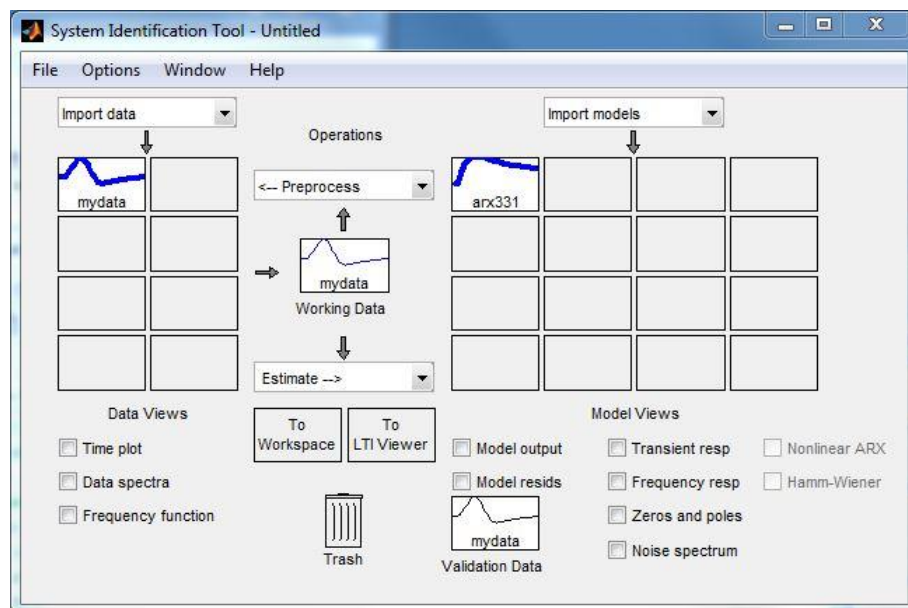 System Identification Tool - Untitled
File Options Window Help
Import data
Import models
Operations
mydata
<-- Preprocess
arx331
mydata
Working Data
Estimate -->
Data Views
Model Views
To Workspace
To LTI Viewer
Time plot
Data spectra
Frequency function
Model output
Model resids
Transient resp
Frequency resp
Zeros and poles
Noise spectrum
Nonlinear ARX
Hamm-Wiener
Trash
mydata
Validation Data